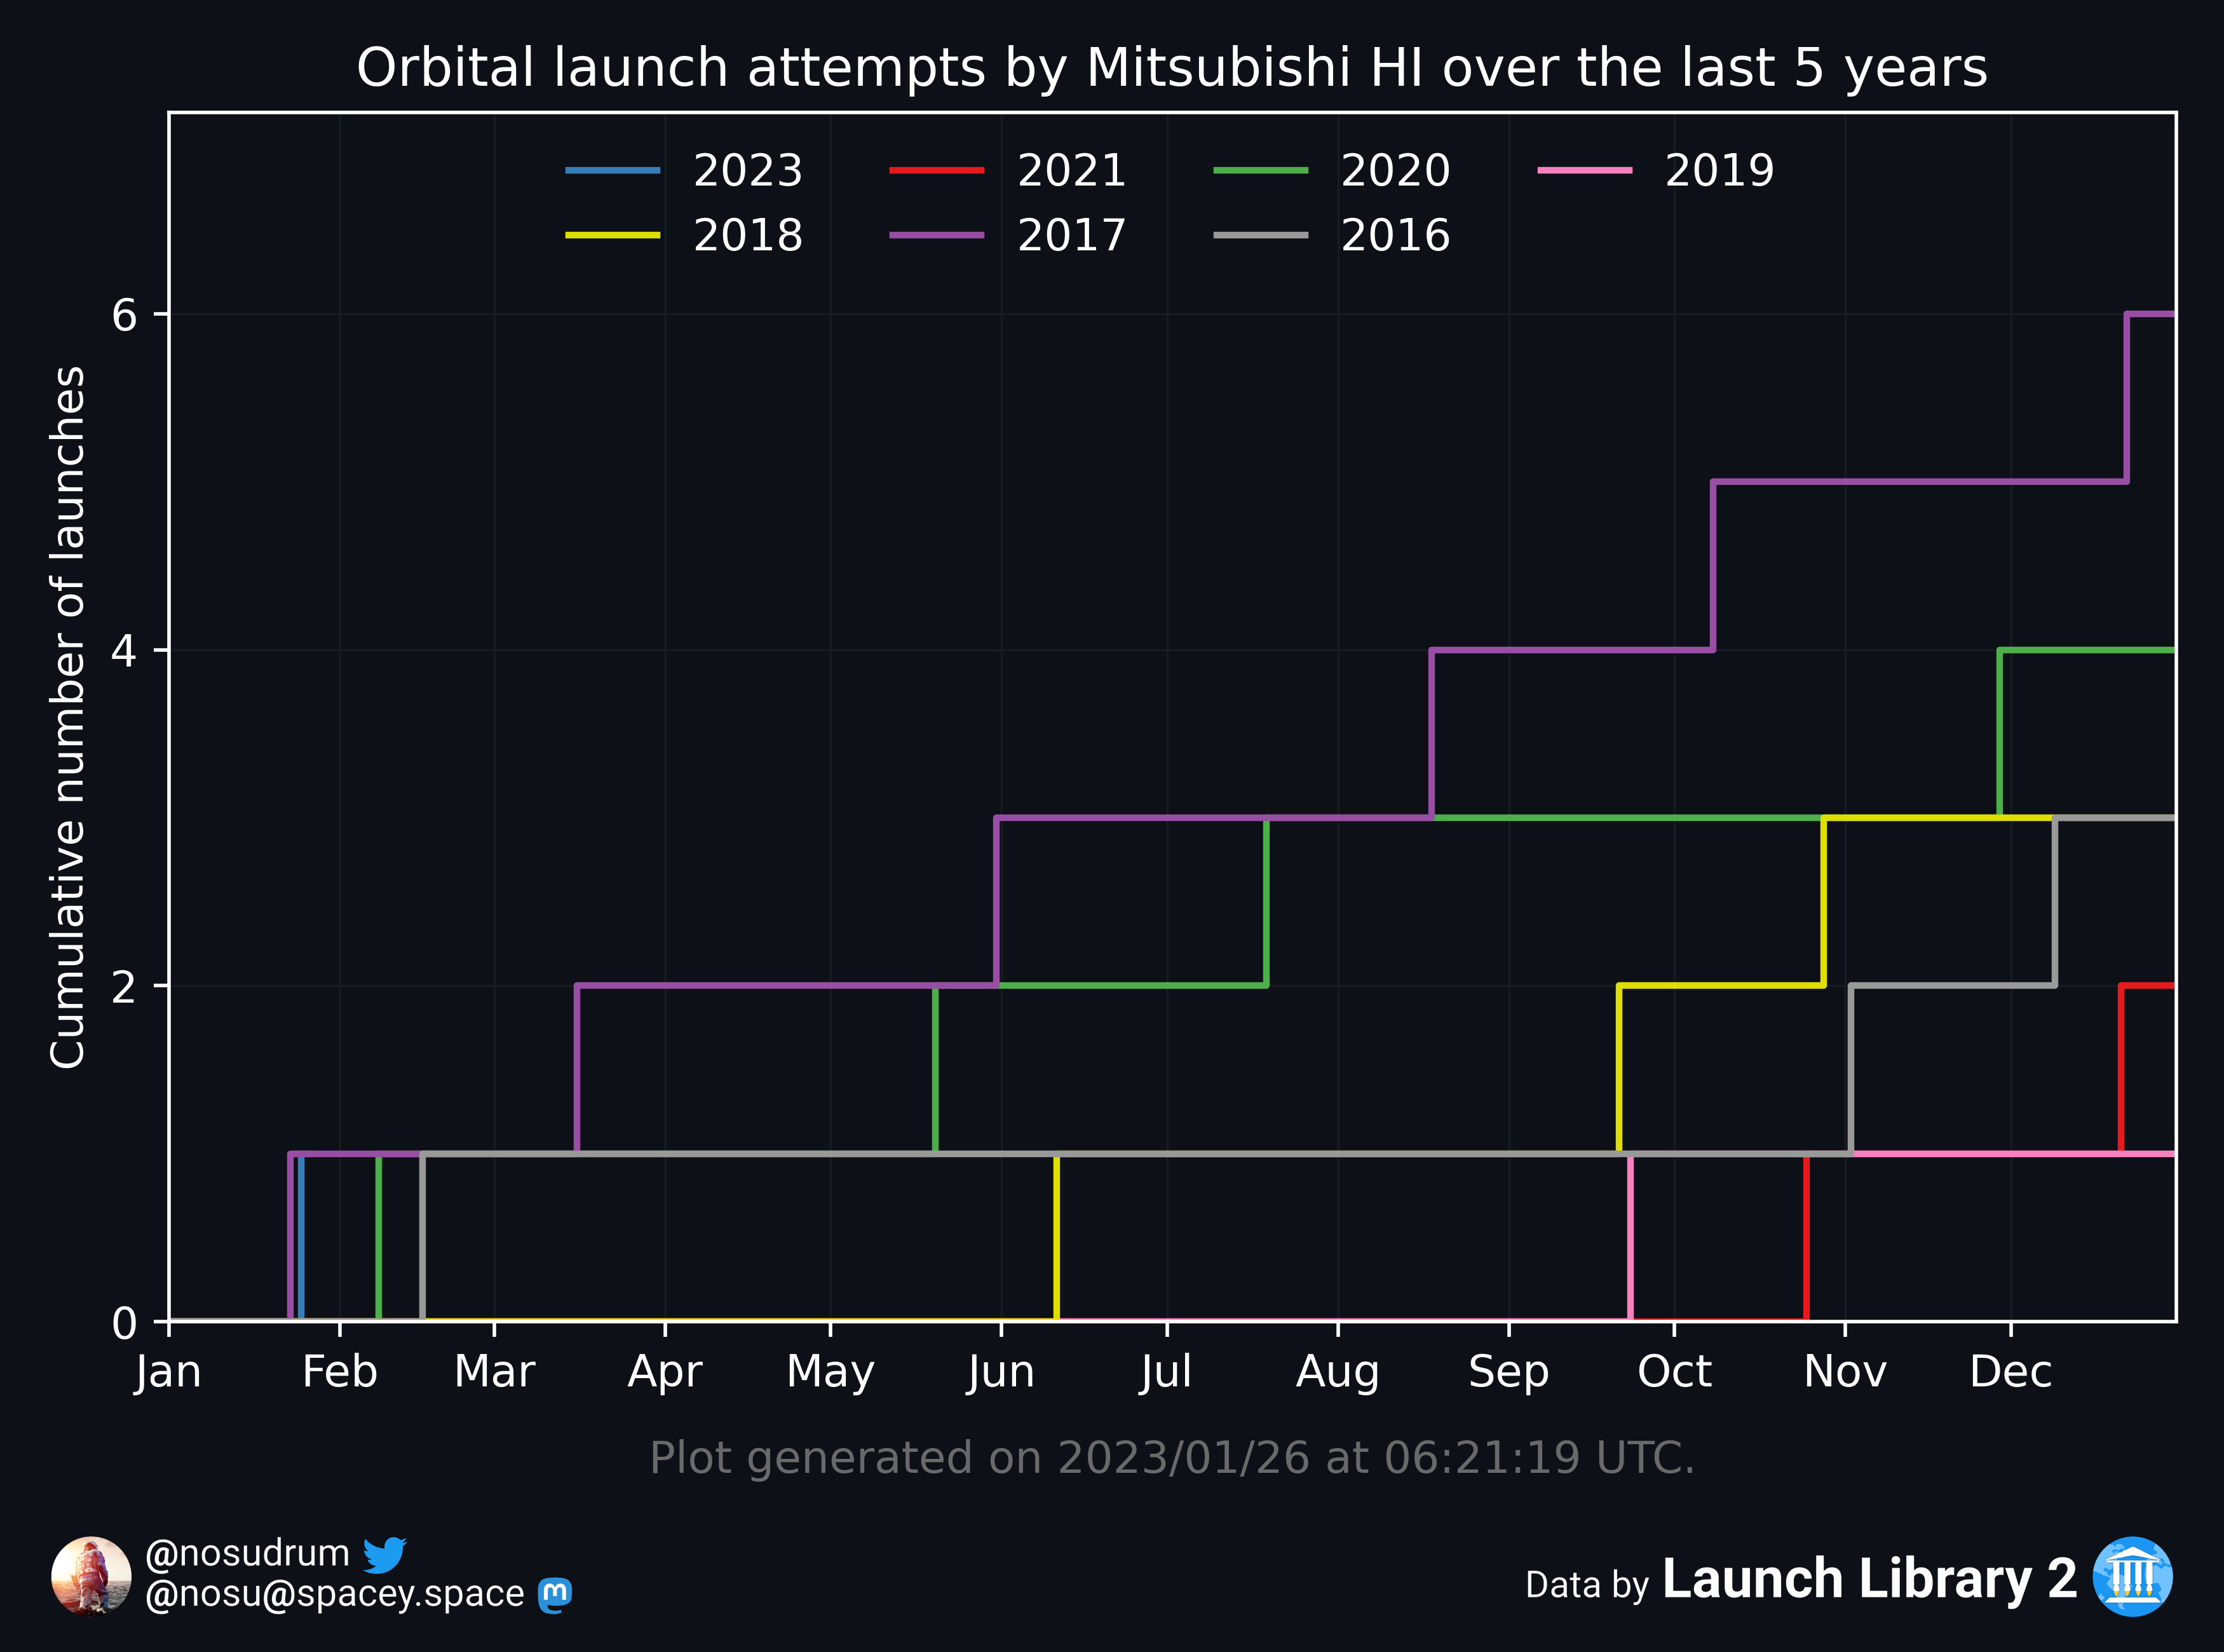 Orbital launch attempts by Mitsubishi HI over the last 5 years
2023 2021 2020 2019
2018 2017 2016
Cumulative number of launches
6
4
2
0
Jan Feb Mar Apr May Jun Jul Aug Sep Oct Nov Dec
Plot generated on 2023/01/26 at 06:21:19 UTC.
@nosudrum
@nosu@spacey.space
Data by Launch Library 2